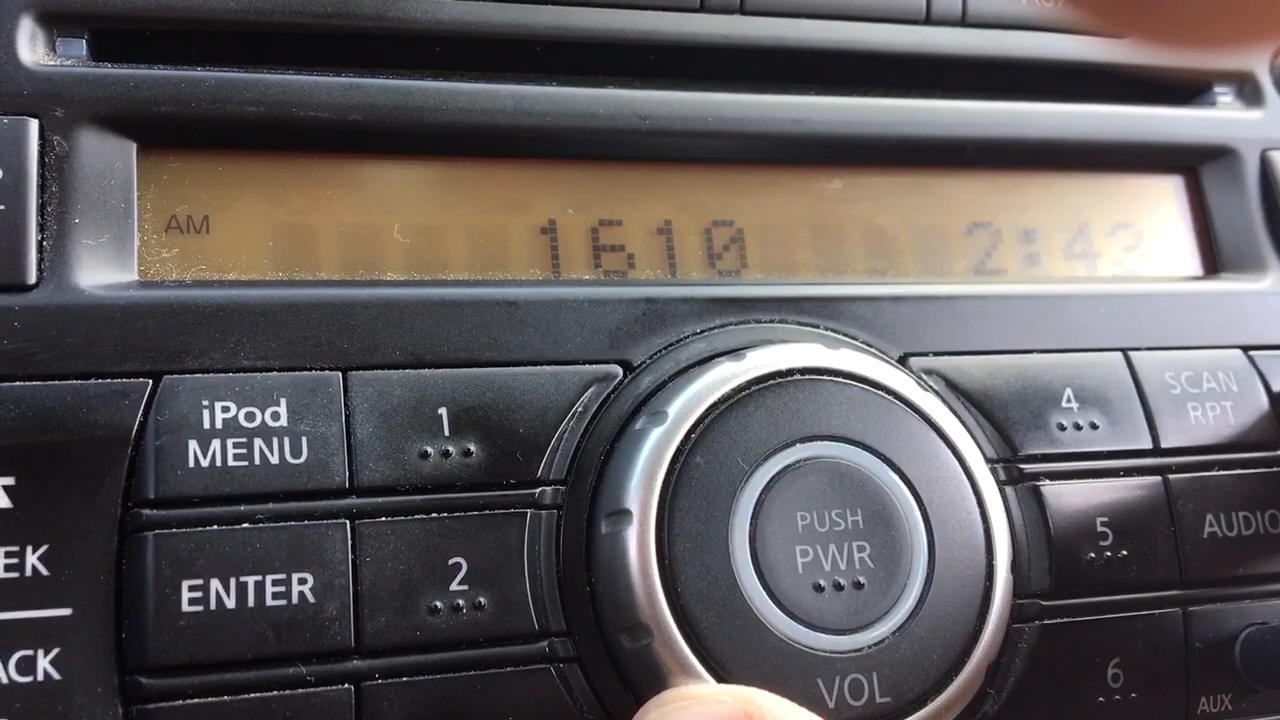 AM 1610 2:42
iPod
MENU
1
4
SCAN
RPT
ENTER
2
PUSH
PWR
5
AUDIO
EK
ACK
VOL
6
AUX